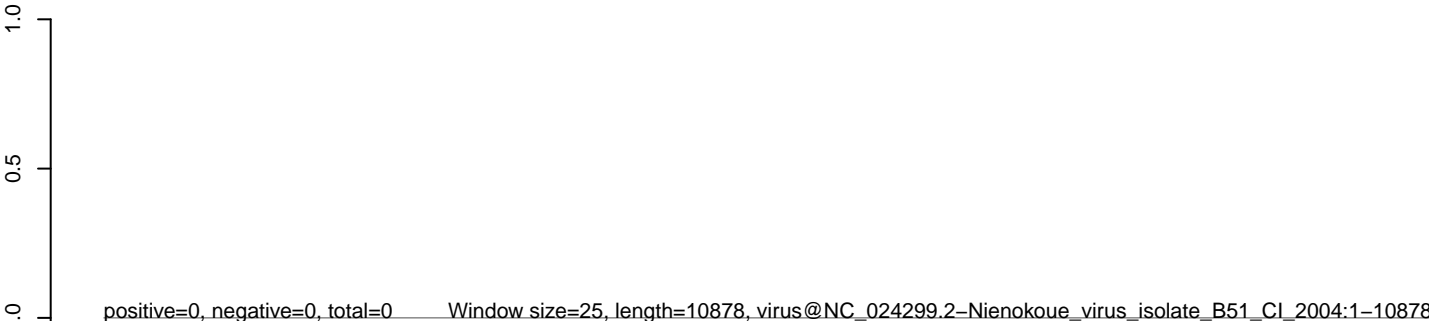 1.0
0.5
.0
positive=0, negative=0, total=0 Window size=25, length=10878, virus@NC_024299.2−Nienokoue_virus_isolate_B51_CI_2004:1−10878